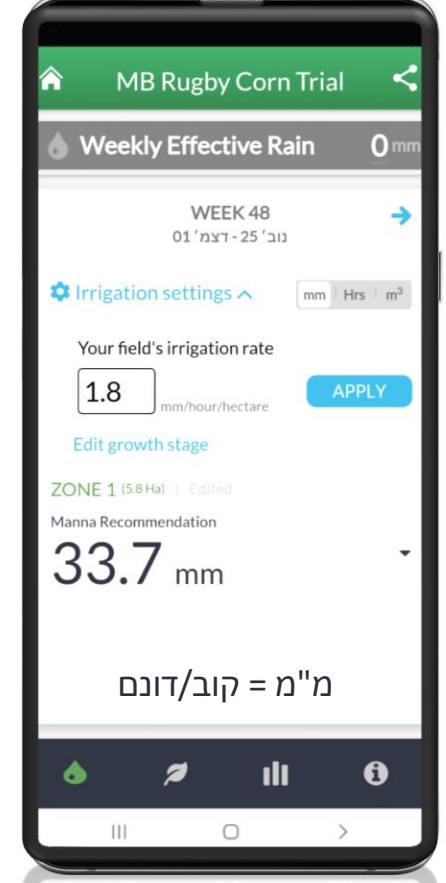 MB Rugby Corn Trial
Weekly Effective Rain 0 mm
WEEK 48
נוב׳ 25 - דצמ׳ 01
Irrigation settings
mm Hrs m³
Your field's irrigation rate
1.8 mm/hour/hectare
APPLY
Edit growth stage
ZONE 1 (5.8 Ha) | Edited
Manna Recommendation
33.7 mm
מ"מ = קוב/דונם